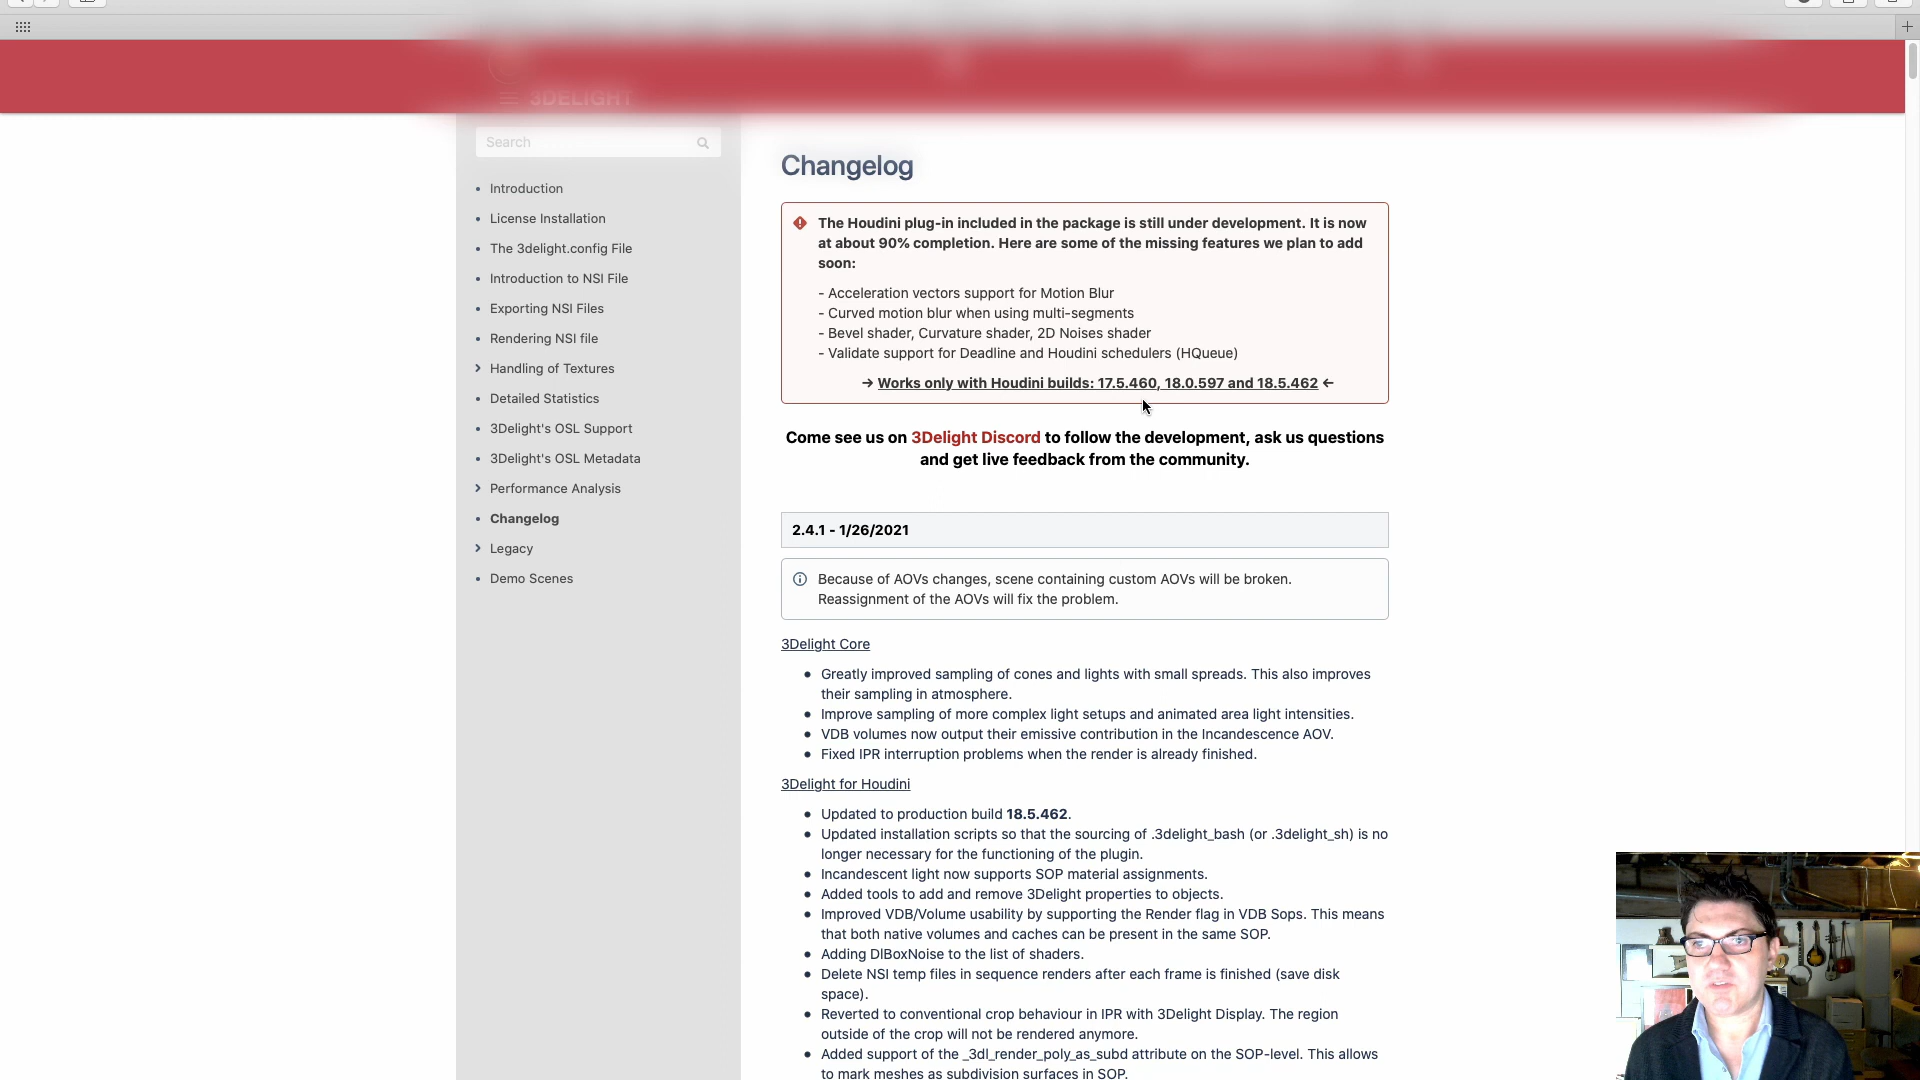 3DELIGHT
Search
Introduction
License Installation
The 3delight.config File
Introduction to NSI File
Exporting NSI Files
Rendering NSI file
Handling of Textures
Detailed Statistics
3Delight's OSL Support
3Delight's OSL Metadata
Performance Analysis
Changelog
Legacy
Demo Scenes
Changelog
The Houdini plug-in included in the package is still under development. It is now
at about 90% completion. Here are some of the missing features we plan to add
soon:
- Acceleration vectors support for Motion Blur
- Curved motion blur when using multi-segments
- Bevel shader, Curvature shader, 2D Noises shader
- Validate support for Deadline and Houdini schedulers (HQueue)
→ Works only with Houdini builds: 17.5.460, 18.0.597 and 18.5.462 ←
Come see us on 3Delight Discord to follow the development, ask us questions
and get live feedback from the community.
2.4.1 - 1/26/2021
Because of AOVs changes, scene containing custom AOVs will be broken.
Reassignment of the AOVs will fix the problem.
3Delight Core
• Greatly improved sampling of cones and lights with small spreads. This also improves
their sampling in atmosphere.
• Improve sampling of more complex light setups and animated area light intensities.
• VDB volumes now output their emissive contribution in the Incandescence AOV.
• Fixed IPR interruption problems when the render is already finished.
3Delight for Houdini
• Updated to production build 18.5.462.
• Updated installation scripts so that the sourcing of .3delight_bash (or .3delight_sh) is no
longer necessary for the functioning of the plugin.
• Incandescent light now supports SOP material assignments.
• Added tools to add and remove 3Delight properties to objects.
• Improved VDB/Volume usability by supporting the Render flag in VDB Sops. This means
that both native volumes and caches can be present in the same SOP.
• Adding DlBoxNoise to the list of shaders.
• Delete NSI temp files in sequence renders after each frame is finished (save disk
space).
• Reverted to conventional crop behaviour in IPR with 3Delight Display. The region
outside of the crop will not be rendered anymore.
• Added support of the _3dl_render_poly_as_subd attribute on the SOP-level. This allows
to mark meshes as subdivision surfaces in SOP.